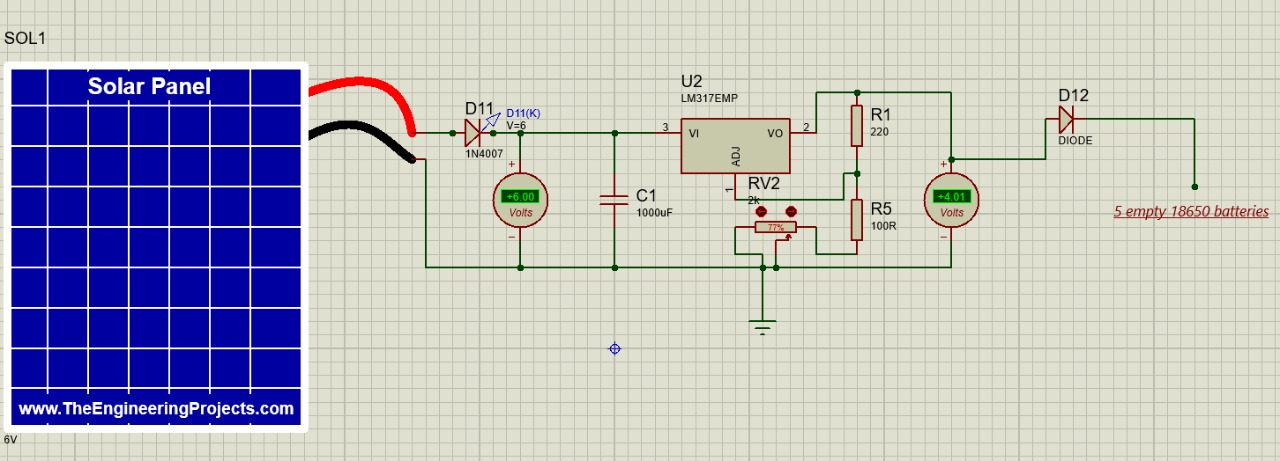 SOL1
Solar Panel
www.TheEngineeringProjects.com
6V
D11
D11(K)
V=6
1N4007
+
+6.00
Volts
−
C1
1000uF
U2
LM317EMP
3
VI
VO
2
ADJ
1
RV2
2k
77%
R1
220
R5
100R
+
+4.01
Volts
−
D12
DIODE
5 empty 18650 batteries